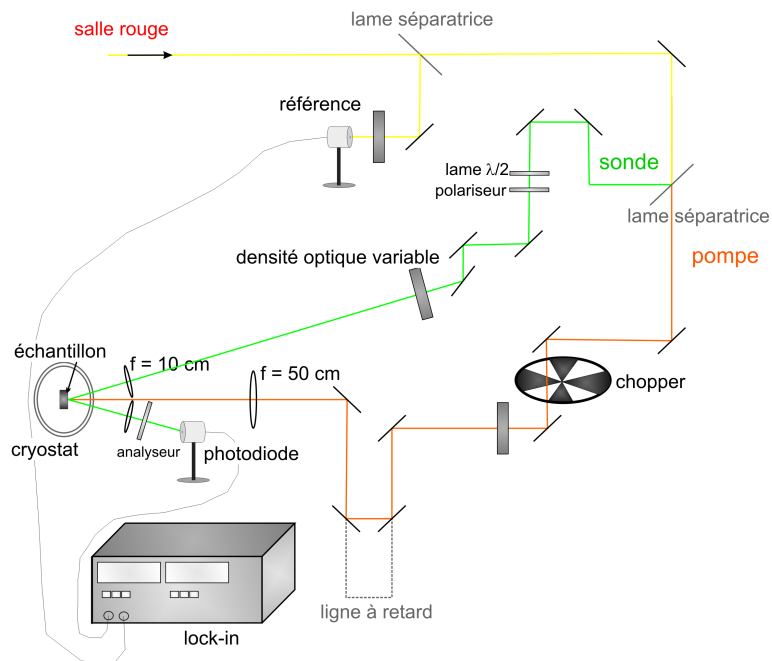 lame séparatrice
salle rouge
référence
lame λ/2
polariseur
sonde
lame séparatrice
densité optique variable
pompe
échantillon
f = 10 cm
f = 50 cm
chopper
cryostat
analyseur
photodiode
ligne à retard
lock-in